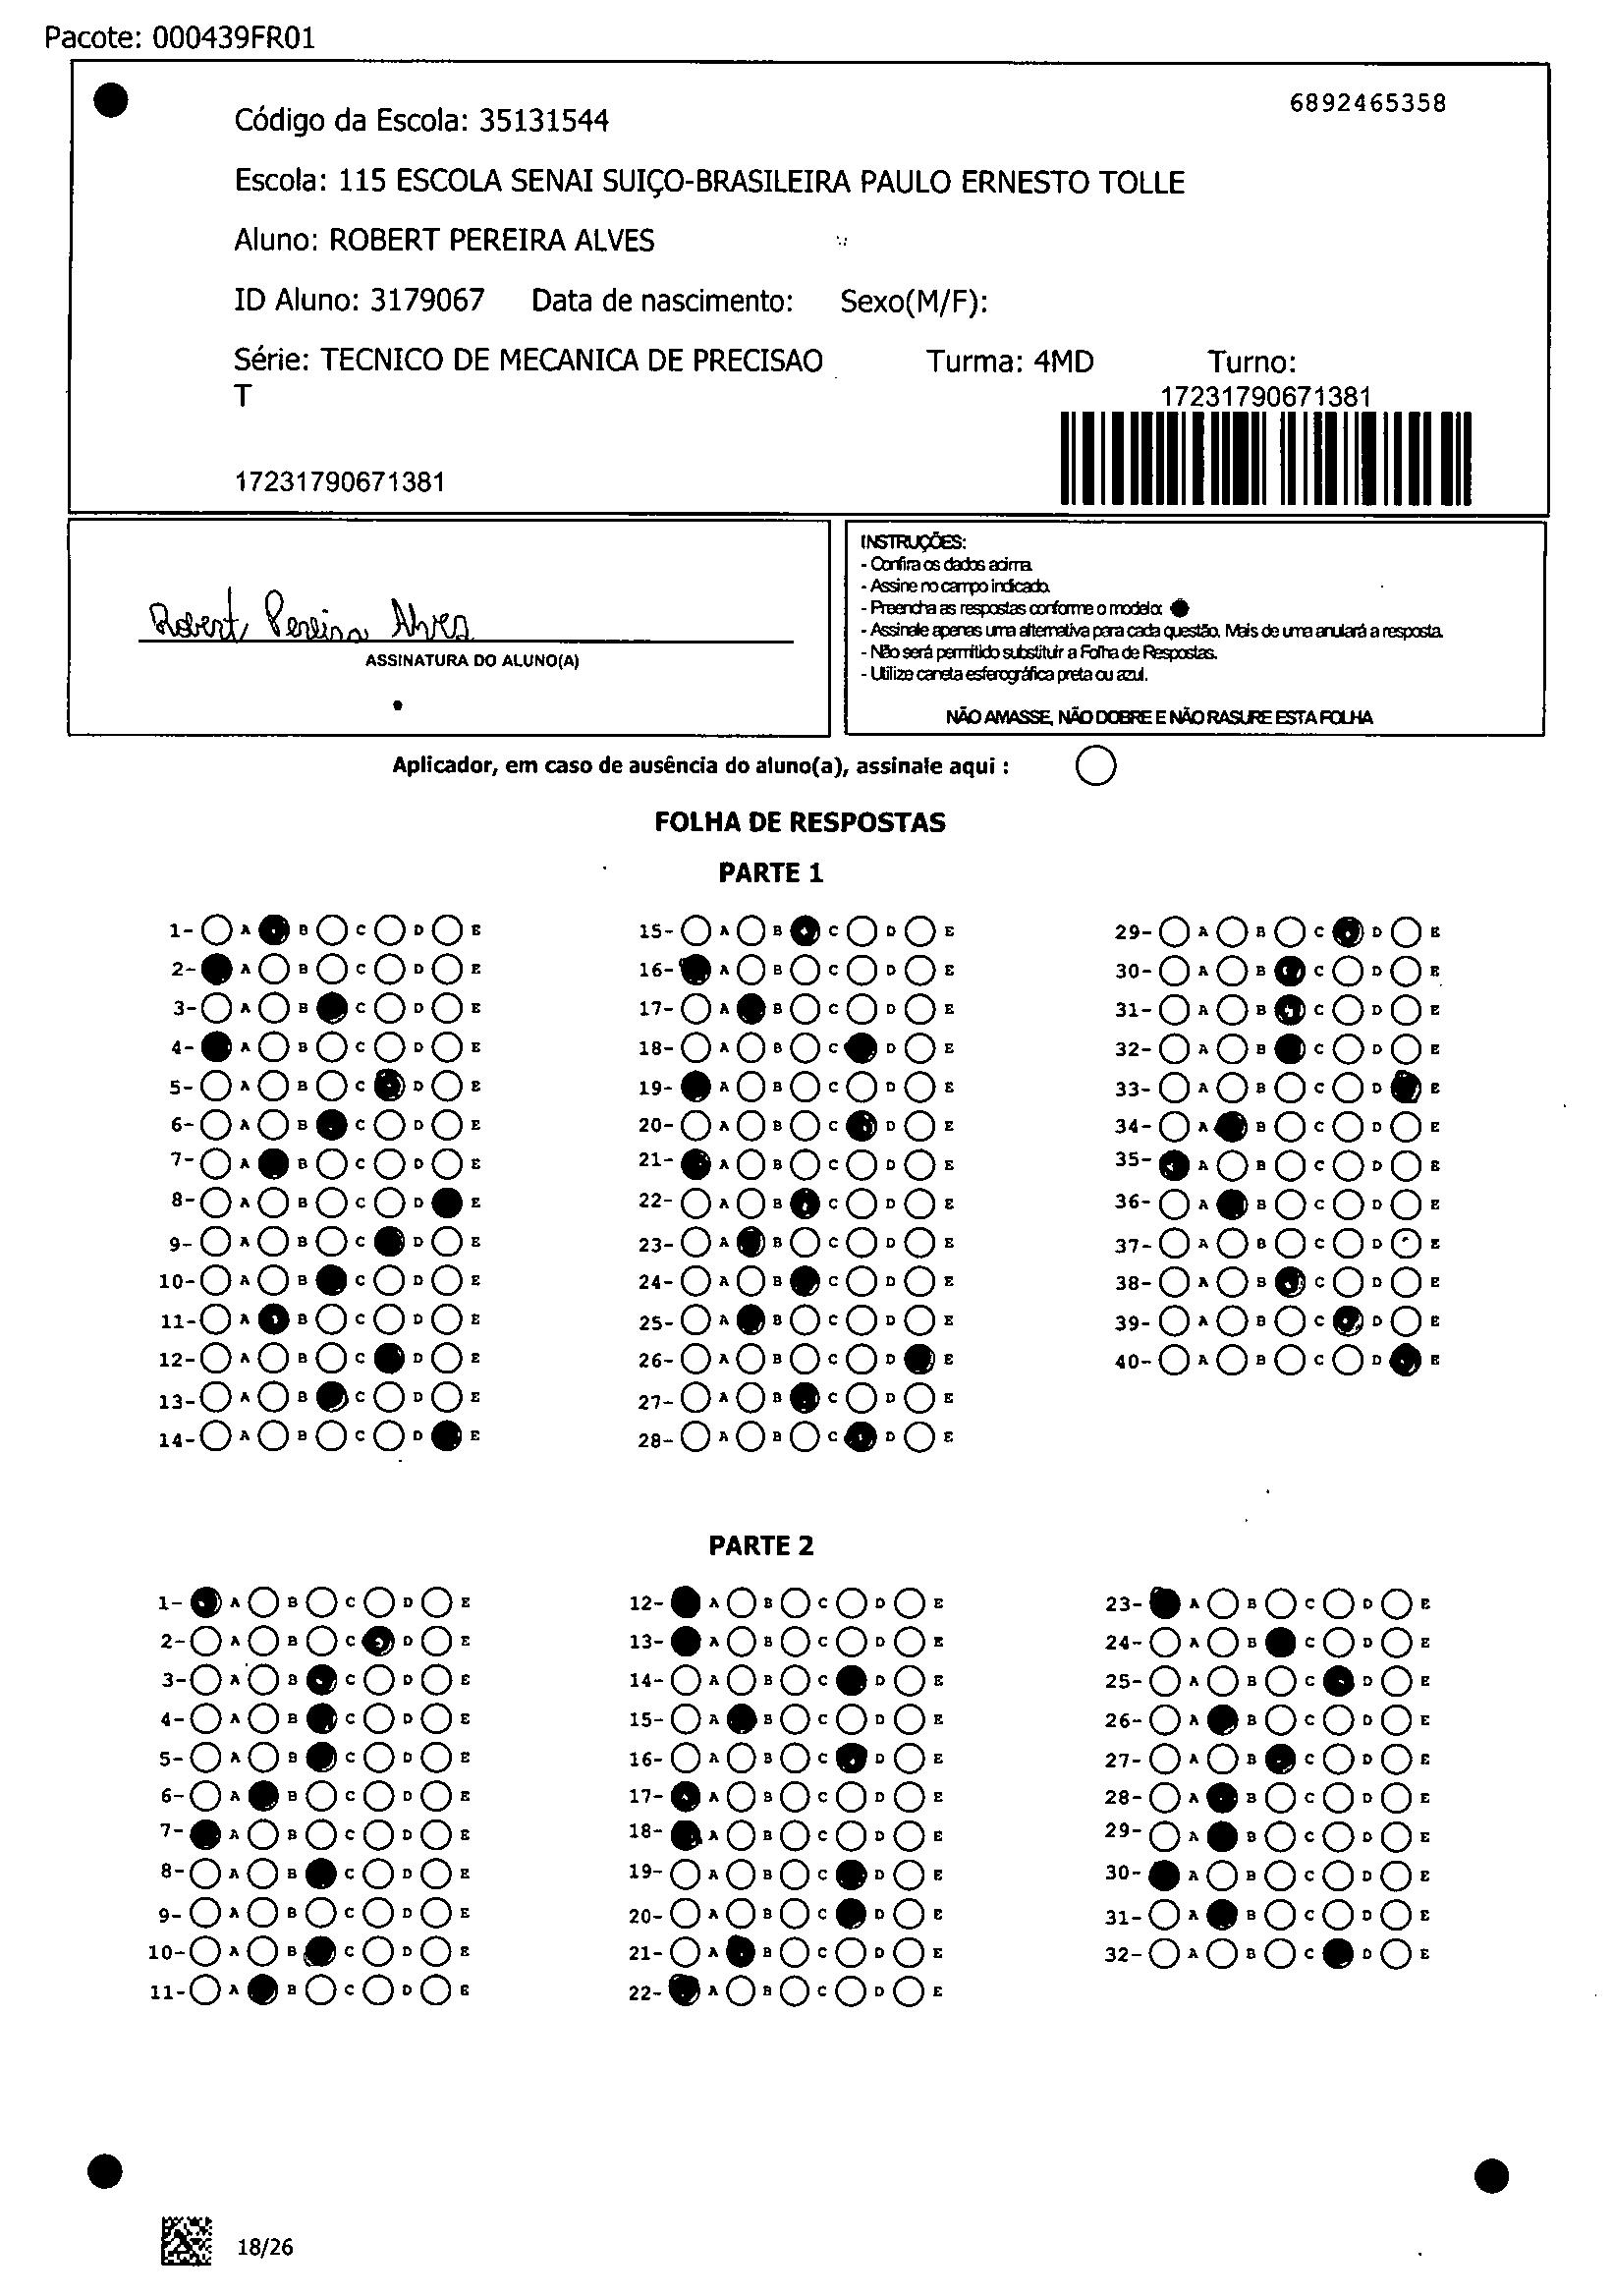 Pacote: 000439FR01
6892465358
Código da Escola: 35131544
Escola: 115 ESCOLA SENAI SUIÇO-BRASILEIRA PAULO ERNESTO TOLLE
Aluno: ROBERT PEREIRA ALVES
ID Aluno: 3179067 Data de nascimento: Sexo(M/F):
Série: TECNICO DE MECANICA DE PRECISAO Turma: 4MD Turno:
T
17231790671381
17231790671381
Robert Pereira Alves
ASSINATURA DO ALUNO(A)
INSTRUÇÕES:
- Confira os dados acima.
- Assine no campo indicado.
- Preencha as respostas conforme o modelo:
- Assinale apenas uma alternativa para cada questão. Mais de uma anulará a resposta.
- Não será permitido substituir a Folha de Respostas.
- Utilize caneta esferográfica preta ou azul.
NÃO AMASSE, NÃO DOBRE E NÃO RASURE ESTA FOLHA
Aplicador, em caso de ausência do aluno(a), assinale aqui :
FOLHA DE RESPOSTAS
PARTE 1
1- A B C D E 15- A B C D E 29- A B C D E
2- A B C D E 16- A B C D E 30- A B C D E
3- A B C D E 17- A B C D E 31- A B C D E
4- A B C D E 18- A B C D E 32- A B C D E
5- A B C D E 19- A B C D E 33- A B C D E
6- A B C D E 20- A B C D E 34- A B C D E
7- A B C D E 21- A B C D E 35- A B C D E
8- A B C D E 22- A B C D E 36- A B C D E
9- A B C D E 23- A B C D E 37- A B C D E
10- A B C D E 24- A B C D E 38- A B C D E
11- A B C D E 25- A B C D E 39- A B C D E
12- A B C D E 26- A B C D E 40- A B C D E
13- A B C D E 27- A B C D E
14- A B C D E 28- A B C D E
PARTE 2
1- A B C D E 12- A B C D E 23- A B C D E
2- A B C D E 13- A B C D E 24- A B C D E
3- A B C D E 14- A B C D E 25- A B C D E
4- A B C D E 15- A B C D E 26- A B C D E
5- A B C D E 16- A B C D E 27- A B C D E
6- A B C D E 17- A B C D E 28- A B C D E
7- A B C D E 18- A B C D E 29- A B C D E
8- A B C D E 19- A B C D E 30- A B C D E
9- A B C D E 20- A B C D E 31- A B C D E
10- A B C D E 21- A B C D E 32- A B C D E
11- A B C D E 22- A B C D E
18/26